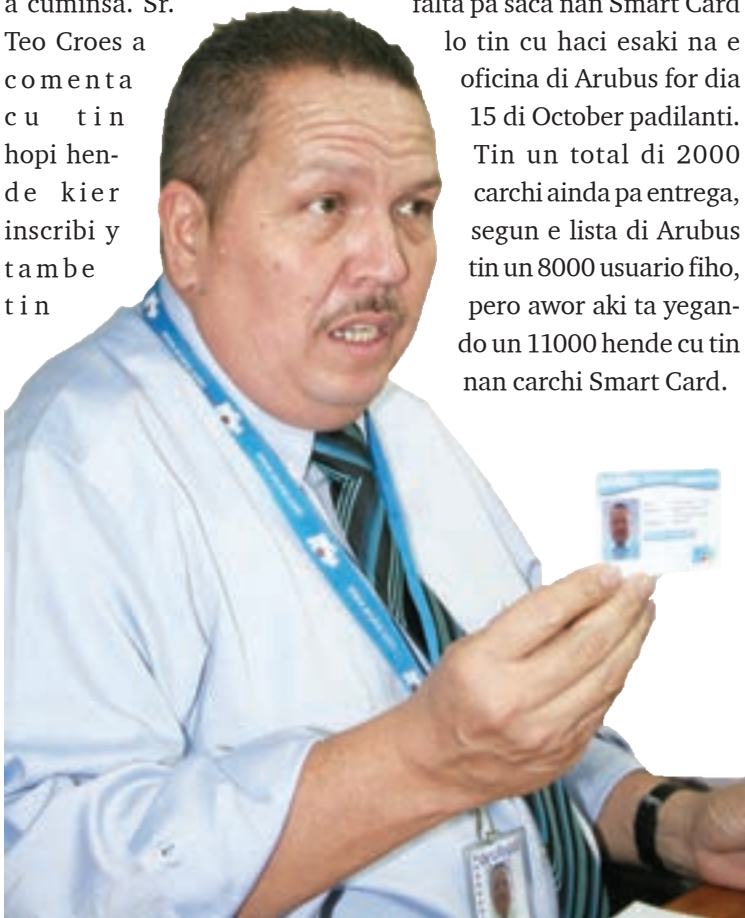 a cuminsa. Sr.
Teo Croes a
comenta
cu tin
hopi hen-
de kier
inscribi y
tambe
tin
falta pa saca nan Smart Card
lo tin cu haci esaki na e
oficina di Arubus for dia
15 di October padilanti.
Tin un total di 2000
carchi ainda pa entrega,
segun e lista di Arubus
tin un 8000 usuario fiho,
pero awor aki ta yegan-
do un 11000 hende cu tin
nan carchi Smart Card.